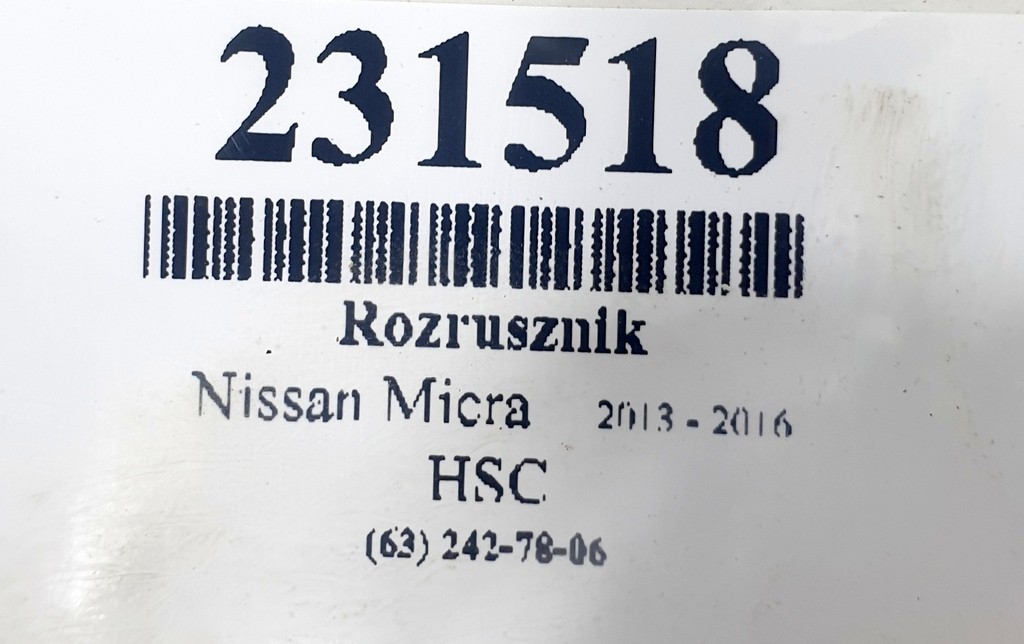 231518
Rozrusznik
Nissan Micra 2013 - 2016
HSC
(63) 242-78-06